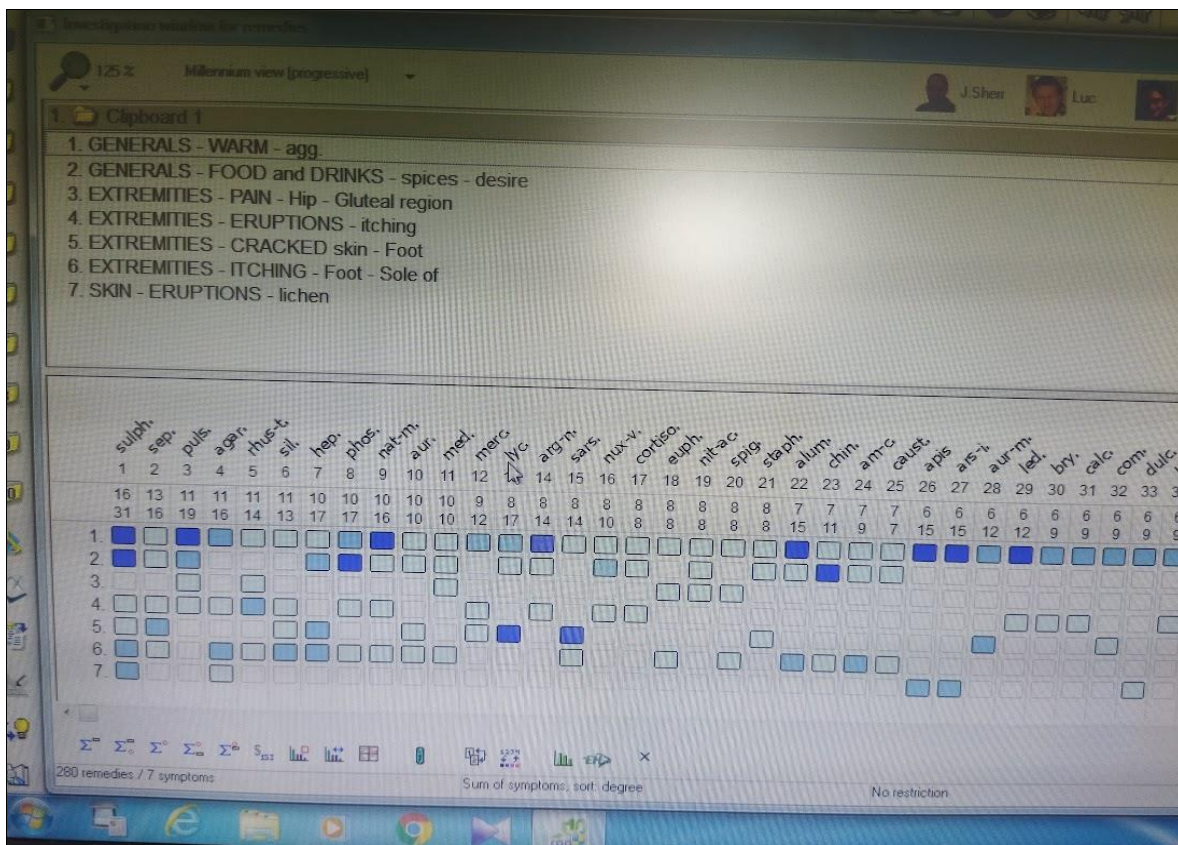 Investigations window for remedies
125 % Millennium view (progressive)
J.Sherr Luc
1. Clipboard 1
1. GENERALS - WARM - agg.
2. GENERALS - FOOD and DRINKS - spices - desire
3. EXTREMITIES - PAIN - Hip - Gluteal region
4. EXTREMITIES - ERUPTIONS - itching
5. EXTREMITIES - CRACKED skin - Foot
6. EXTREMITIES - ITCHING - Foot - Sole of
7. SKIN - ERUPTIONS - lichen
sulph. sep. puls. agar. rhus-t. sil. hep. phos. nat-m. aur. med. merc. lyc. arg-n. sars. nux-v. cortiso. euph. nit-ac. spig. staph. alum. chin. am-c. caust. apis ars-i. aur-m. led. bry. calc. com. dulc.
1 2 3 4 5 6 7 8 9 10 11 12 14 15 16 17 18 19 20 21 22 23 24 25 26 27 28 29 30 31 32 33
16 13 11 11 11 11 10 10 10 10 10 9 8 8 8 8 8 8 8 8 8 7 7 7 7 6 6 6 6 6 6 6 6
31 16 19 16 14 13 17 17 16 10 10 12 17 14 14 10 8 8 8 8 8 15 11 9 7 15 15 12 12 9 9 9 9
1.
2.
3.
4.
5.
6.
7.
280 remedies / 7 symptoms
Sum of symptoms, sort: degree
No restriction